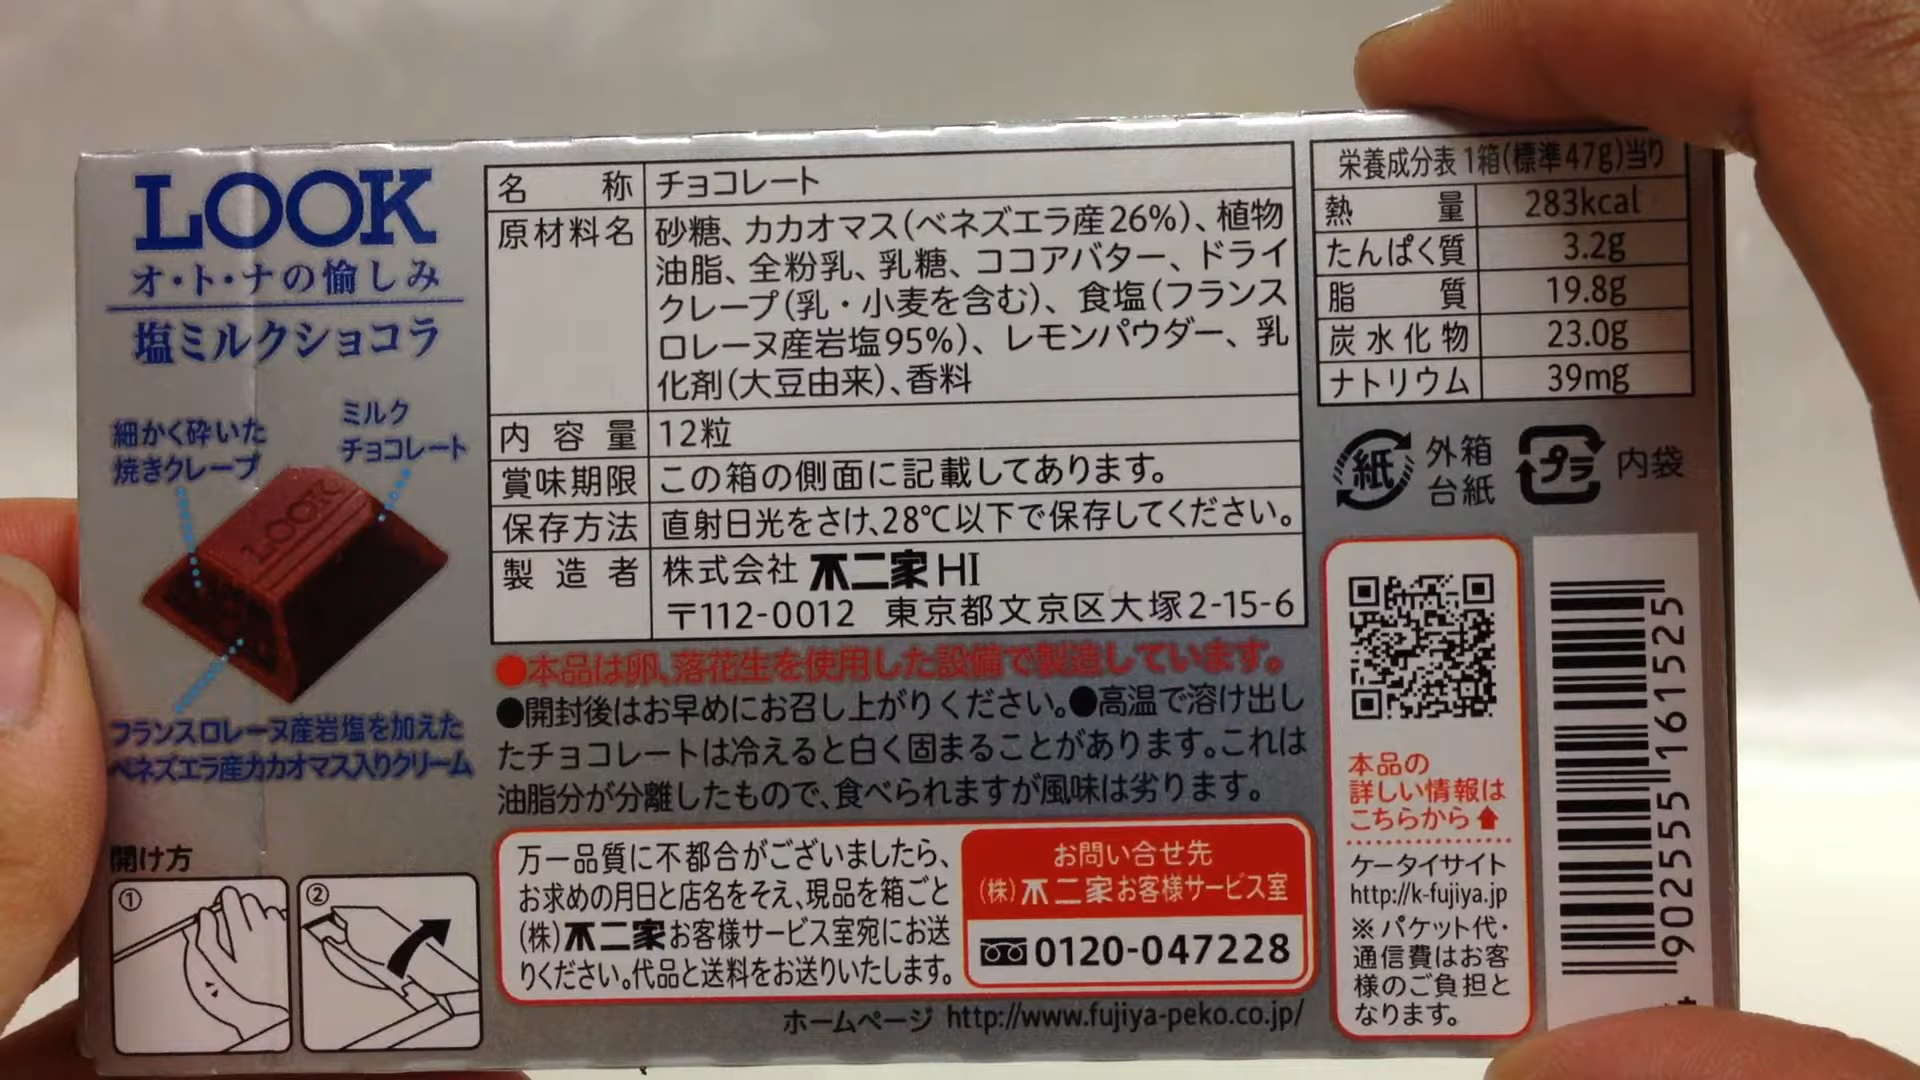 LOOK
オ・ト・ナの愉しみ
塩ミルクショコラ
細かく砕いた
焼きクレープ
ミルク
チョコレート
LOOK
フランスロレーヌ産岩塩を加えた
ベネズエラ産カカオマス入りクリーム
開け方
①
②
名称 チョコレート
原材料名 砂糖、カカオマス(ベネズエラ産26%)、植物
油脂、全粉乳、乳糖、ココアバター、ドライ
クレープ(乳・小麦を含む)、食塩(フランス
ロレーヌ産岩塩95%)、レモンパウダー、乳
化剤(大豆由来)、香料
内容量 12粒
賞味期限 この箱の側面に記載してあります。
保存方法 直射日光をさけ、28℃以下で保存してください。
製造者 株式会社 不二家 HI
〒112-0012 東京都文京区大塚2-15-6
●本品は卵、落花生を使用した設備で製造しています。
●開封後はお早めにお召し上がりください。●高温で溶け出し
たチョコレートは冷えると白く固まることがあります。これは
油脂分が分離したもので、食べられますが風味は劣ります。
万一品質に不都合がございましたら、
お求めの月日と店名をそえ、現品を箱ごと
(株)不二家お客様サービス室宛にお送
りください。代品と送料をお送りいたします。
お問い合せ先
(株)不二家お客様サービス室
0120-047228
ホームページ http://www.fujiya-peko.co.jp/
栄養成分表 1箱(標準47g)当り
熱量 283kcal
たんぱく質 3.2g
脂質 19.8g
炭水化物 23.0g
ナトリウム 39mg
紙 外箱
台紙
プラ 内袋
本品の
詳しい情報は
こちらから
ケータイサイト
http://k-fujiya.jp
※パケット代・
通信費はお客
様のご負担と
なります。
4902555161525